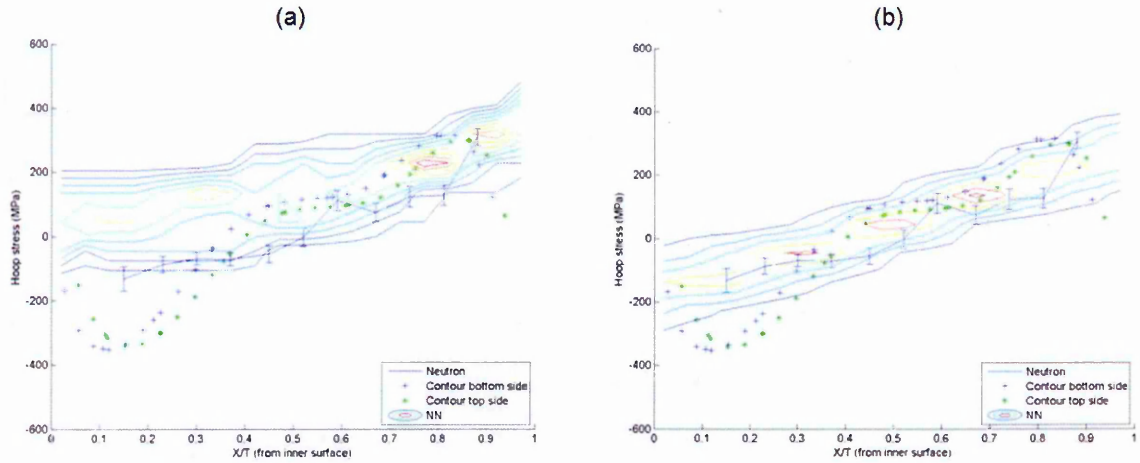 (a)
600
400
200
0
-200
-400
-600
Hoop stress (MPa)
0 0.1 0.2 0.3 0.4 0.5 0.6 0.7 0.8 0.9 1
X/T (from inner surface)
Neutron
Contour bottom side
Contour top side
NN
(b)
600
400
200
0
-200
-400
-600
Hoop stress (MPa)
0 0.1 0.2 0.3 0.4 0.5 0.6 0.7 0.8 0.9 1
X/T (from inner surface)
Neutron
Contour bottom side
Contour top side
NN